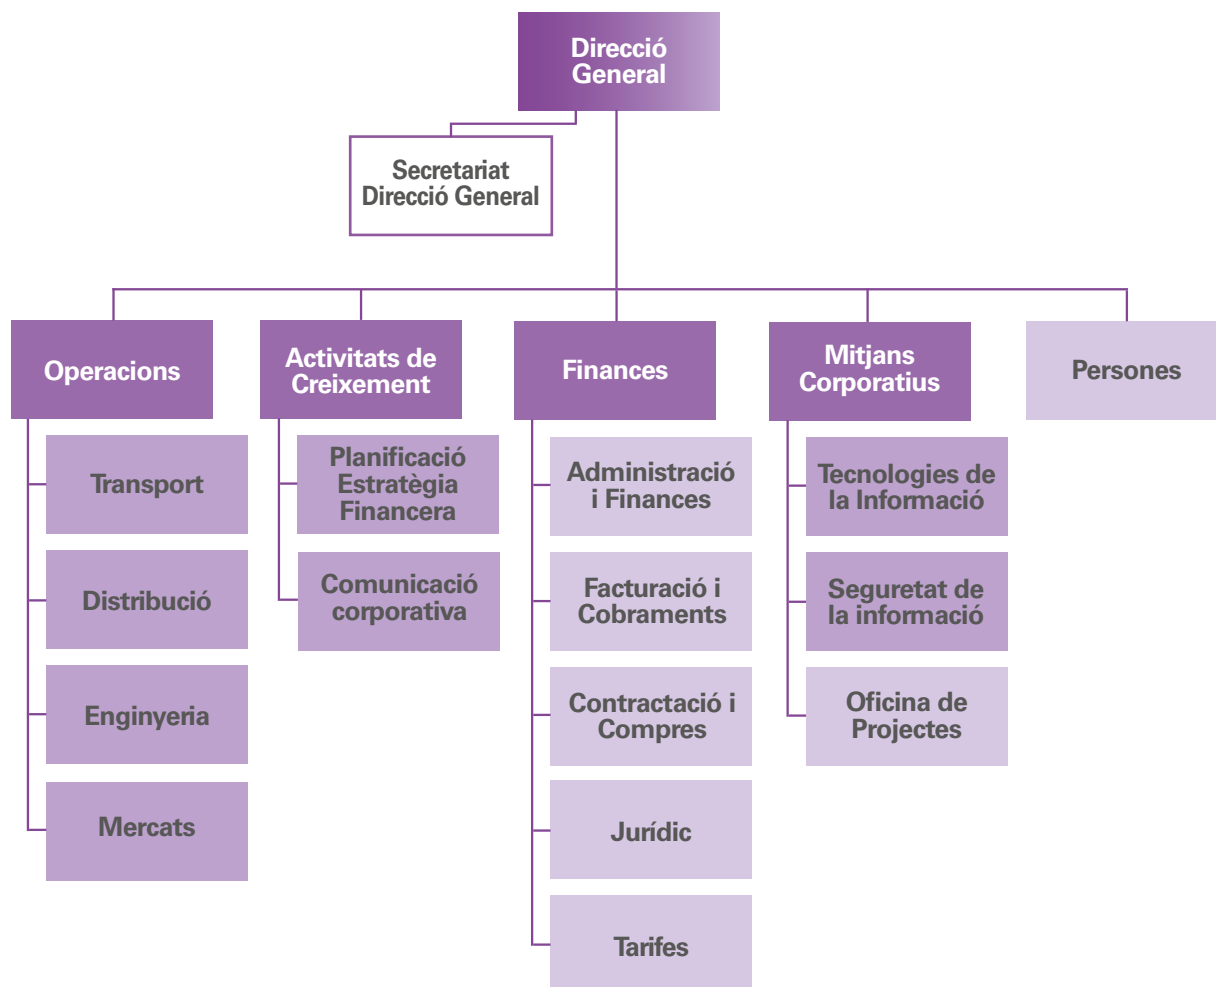 Direcció
General
Secretariat
Direcció General
Operacions
Activitats de
Creixement
Finances
Mitjans
Corporatius
Persones
Transport
Distribució
Enginyeria
Mercats
Planificació
Estratègia
Financera
Comunicació
corporativa
Administració
i Finances
Facturació i
Cobraments
Contractació i
Compres
Jurídic
Tarifes
Tecnologies de
la Informació
Seguretat de
la informació
Oficina de
Projectes